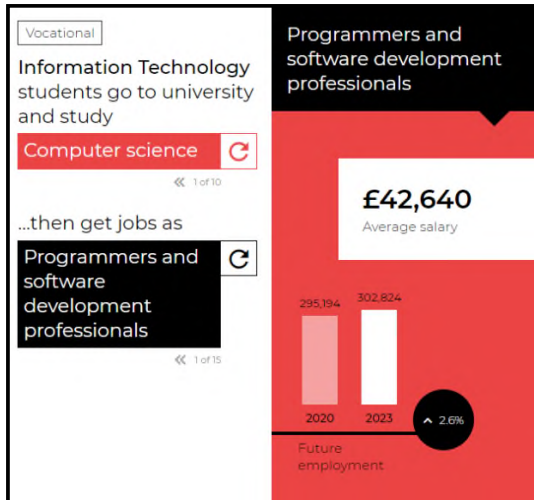 Vocational
Information Technology
students go to university
and study
Computer science
1 of 10
...then get jobs as
Programmers and
software
development
professionals
1 of 15
Programmers and
software development
professionals
£42,640
Average salary
295,194
302,824
2020
2023
2.6%
Future
employment